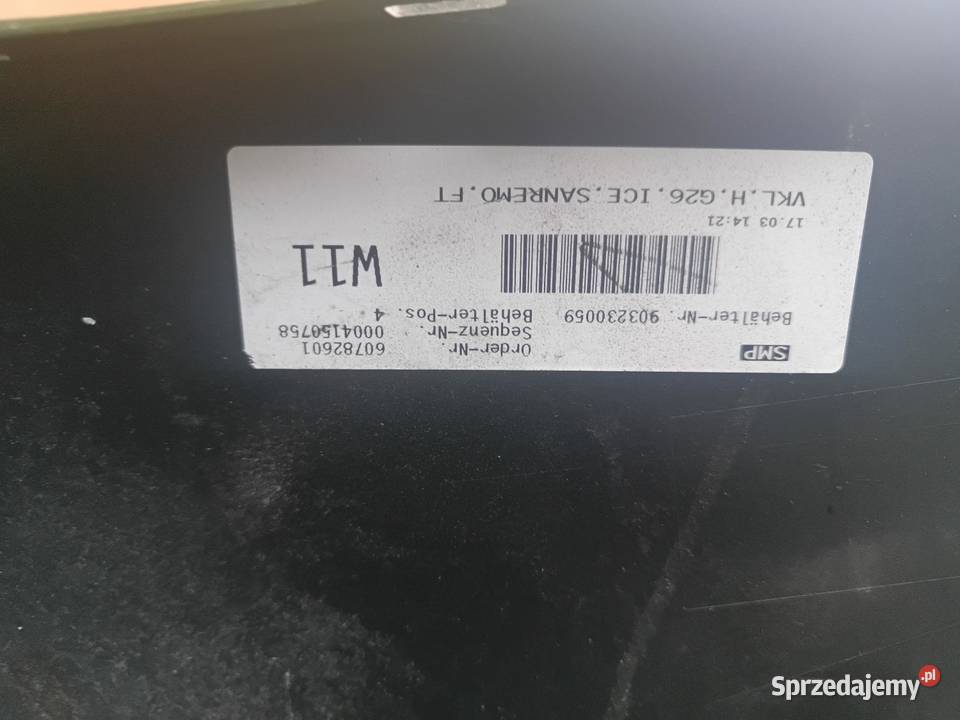 SMP
Order-Nr. 60782601
Sequenz-Nr. 0004150758
Behälter-Nr. 903230059 Behälter-Pos. 4
W11
17.03 14:21
VKL.H.G26.ICE.SANREMO.FT
Sprzedajemy.pl